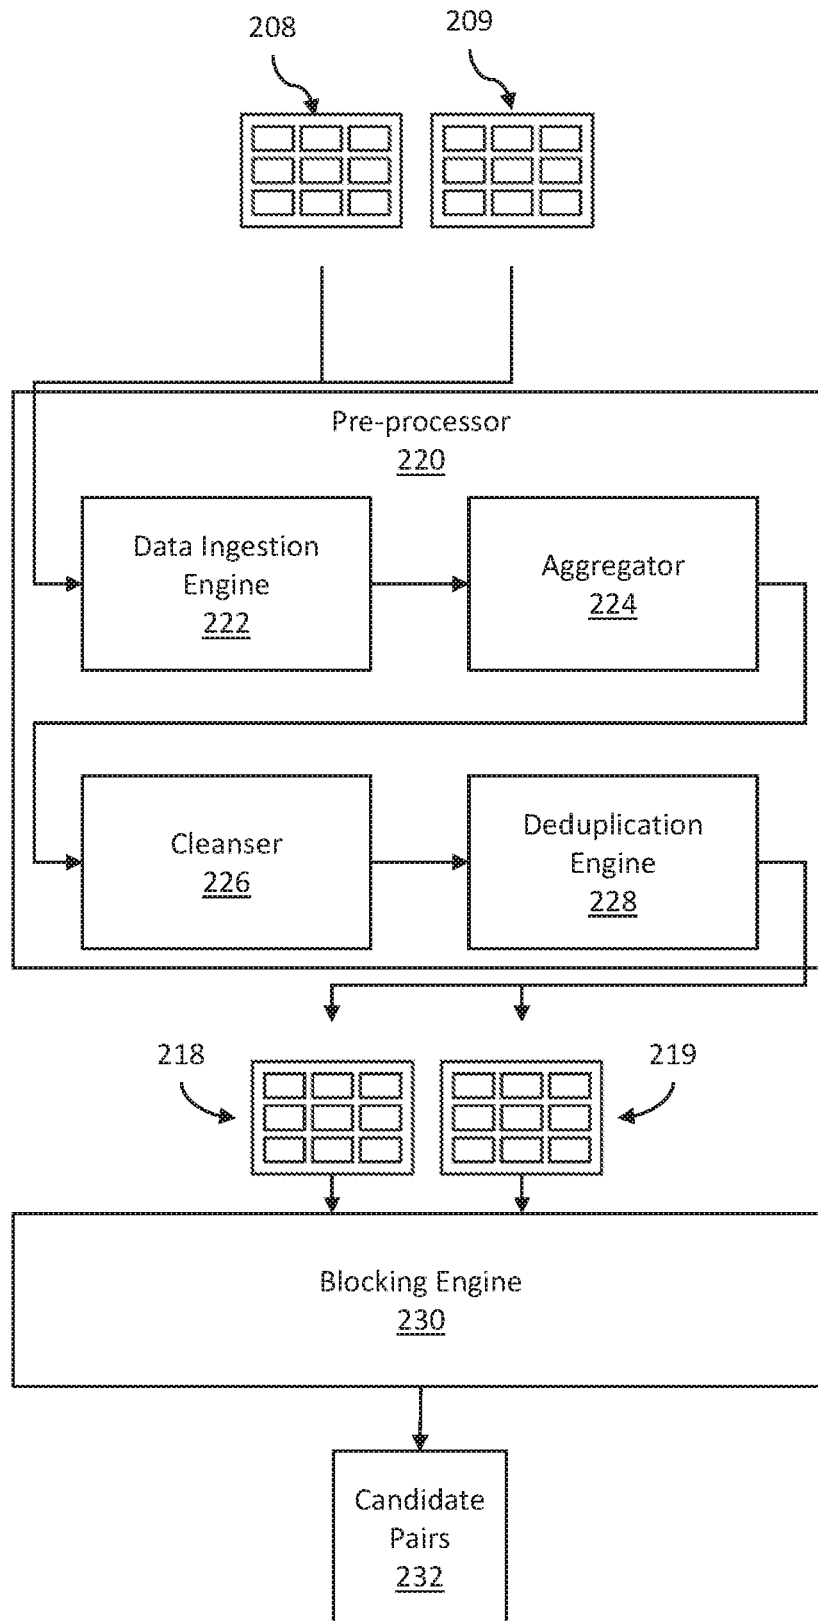 208
209
Pre-processor
220
Data Ingestion
Engine
222
Aggregator
224
Cleanser
226
Deduplication
Engine
228
218
219
Blocking Engine
230
Candidate
Pairs
232